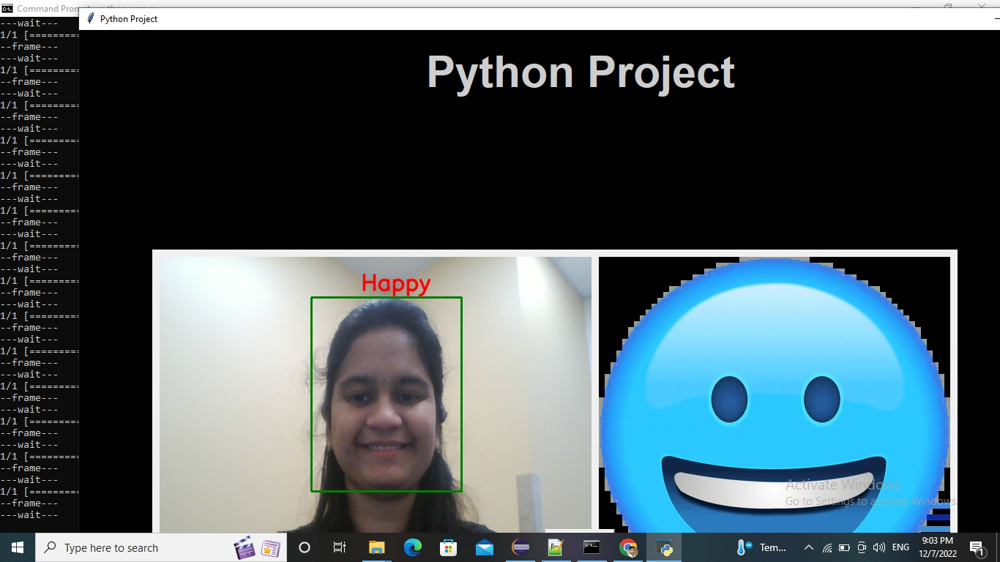 Command Prom
Python Project
---wait---
1/1 [=========
--frame---
---wait---
1/1 [=========
--frame---
---wait---
1/1 [=========
--frame---
---wait---
1/1 [=========
--frame---
---wait---
1/1 [=========
--frame---
---wait---
1/1 [=========
--frame---
---wait---
1/1 [=========
--frame---
---wait---
1/1 [=========
--frame---
---wait---
1/1 [=========
--frame---
---wait---
1/1 [=========
--frame---
---wait---
1/1 [=========
--frame---
---wait---
1/1 [=========
--frame---
---wait---
1/1 [=========
--frame---
---wait---
1/1 [=========
--frame---
---wait---
Python Project
Happy
Activate Windows
Go to Settings to activate Windows.
Type here to search
Tem...
ENG
9:03 PM
12/7/2022
1